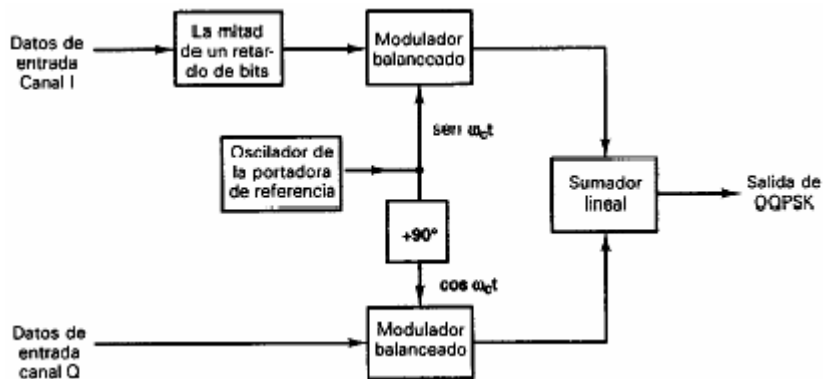 Datos de
entrada
Canal I
La mitad
de un retar-
do de bits
Modulador
balanceado
sen ωct
Oscilador de
la portadora
de referencia
+90°
cos ωct
Sumador
lineal
Salida de
OQPSK
Datos de
entrada
canal Q
Modulador
balanceado